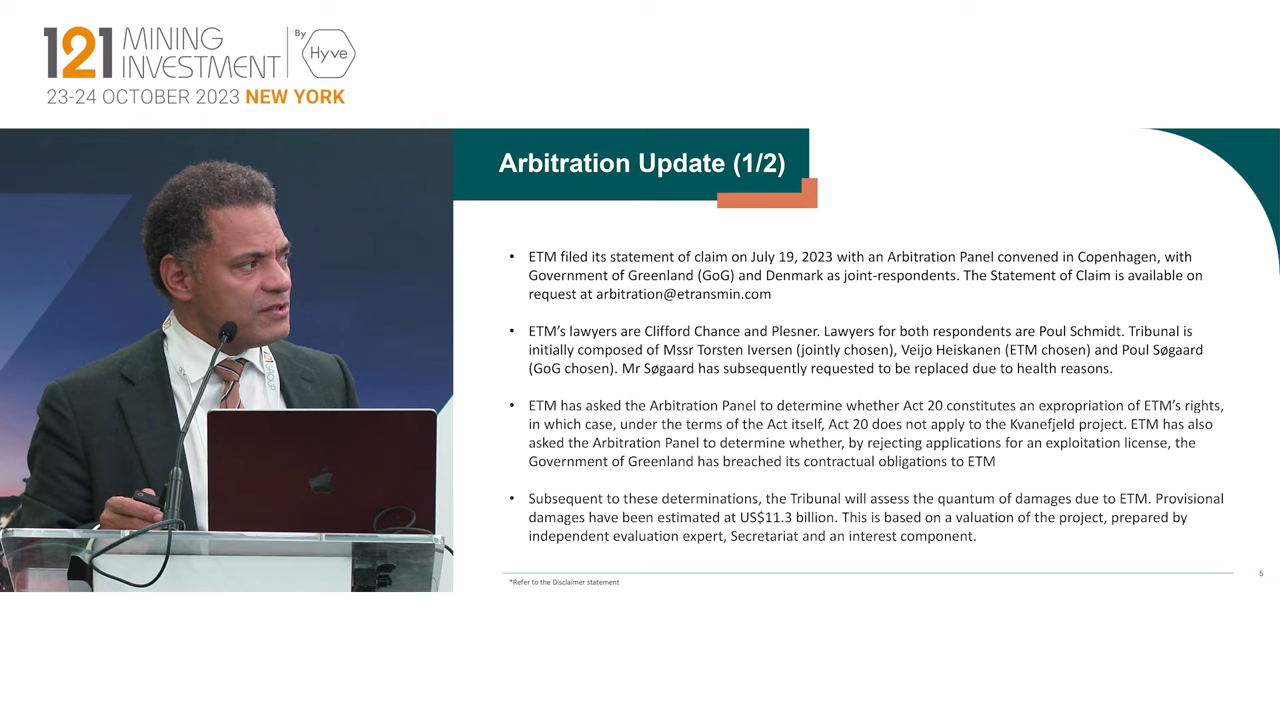 121 MINING INVESTMENT By Hyve
23-24 OCTOBER 2023 NEW YORK
Arbitration Update (1/2)
• ETM filed its statement of claim on July 19, 2023 with an Arbitration Panel convened in Copenhagen, with
Government of Greenland (GoG) and Denmark as joint-respondents. The Statement of Claim is available on
request at arbitration@etransmin.com
• ETM’s lawyers are Clifford Chance and Plesner. Lawyers for both respondents are Poul Schmidt. Tribunal is
initially composed of Mssr Torsten Iversen (jointly chosen), Veijo Heiskanen (ETM chosen) and Poul Søgaard
(GoG chosen). Mr Søgaard has subsequently requested to be replaced due to health reasons.
• ETM has asked the Arbitration Panel to determine whether Act 20 constitutes an expropriation of ETM’s rights,
in which case, under the terms of the Act itself, Act 20 does not apply to the Kvanefjeld project. ETM has also
asked the Arbitration Panel to determine whether, by rejecting applications for an exploitation license, the
Government of Greenland has breached its contractual obligations to ETM
• Subsequent to these determinations, the Tribunal will assess the quantum of damages due to ETM. Provisional
damages have been estimated at US$11.3 billion. This is based on a valuation of the project, prepared by
independent evaluation expert, Secretariat and an interest component.
*Refer to the Disclaimer statement
5